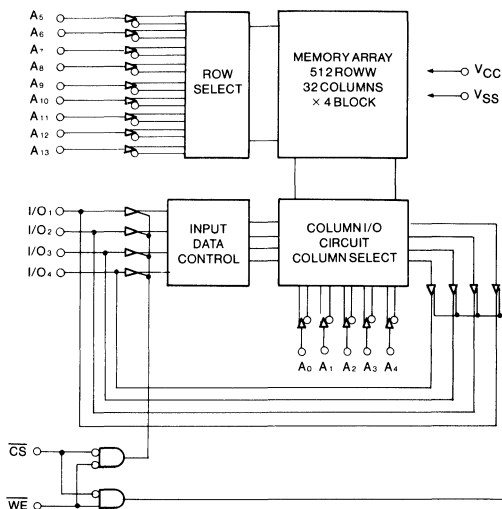 A5
A6
A7
A8
A9
A10
A11
A12
A13
ROW
SELECT
MEMORY ARRAY
512 ROWW
32 COLUMNS
× 4 BLOCK
VCC
VSS
I/O1
I/O2
I/O3
I/O4
INPUT
DATA
CONTROL
COLUMN I/O
CIRCUIT
COLUMN SELECT
A0 A1 A2 A3 A4
CS
WE